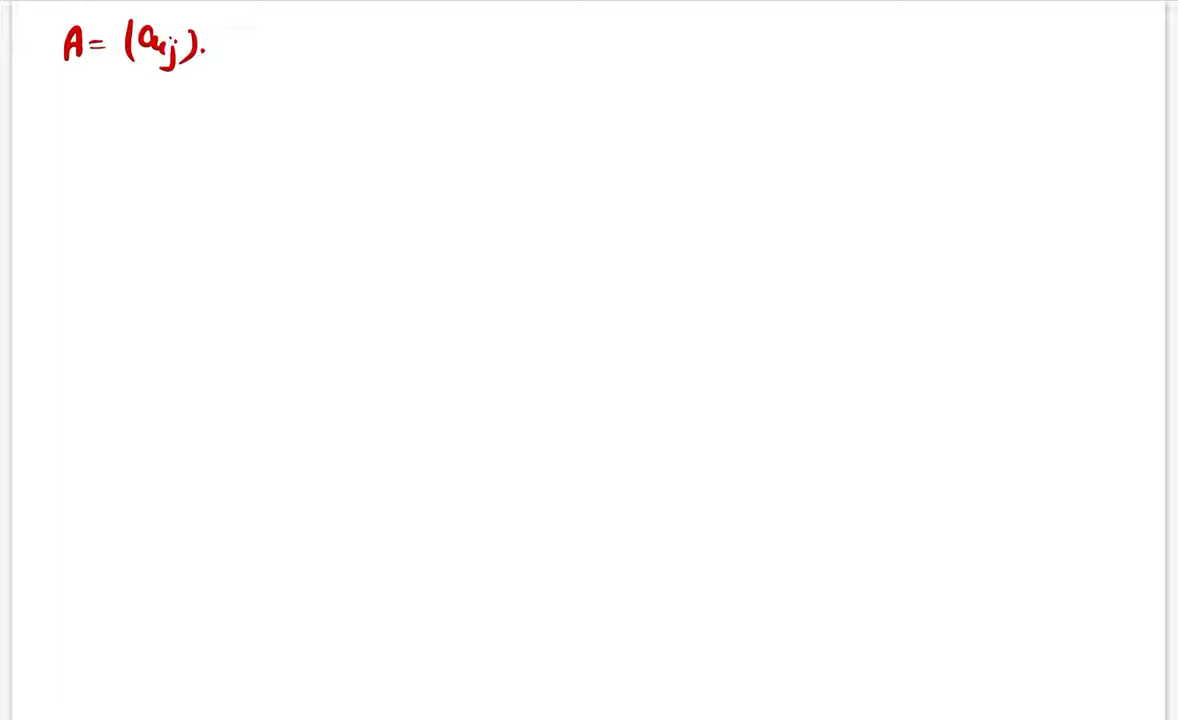 A = (aij).